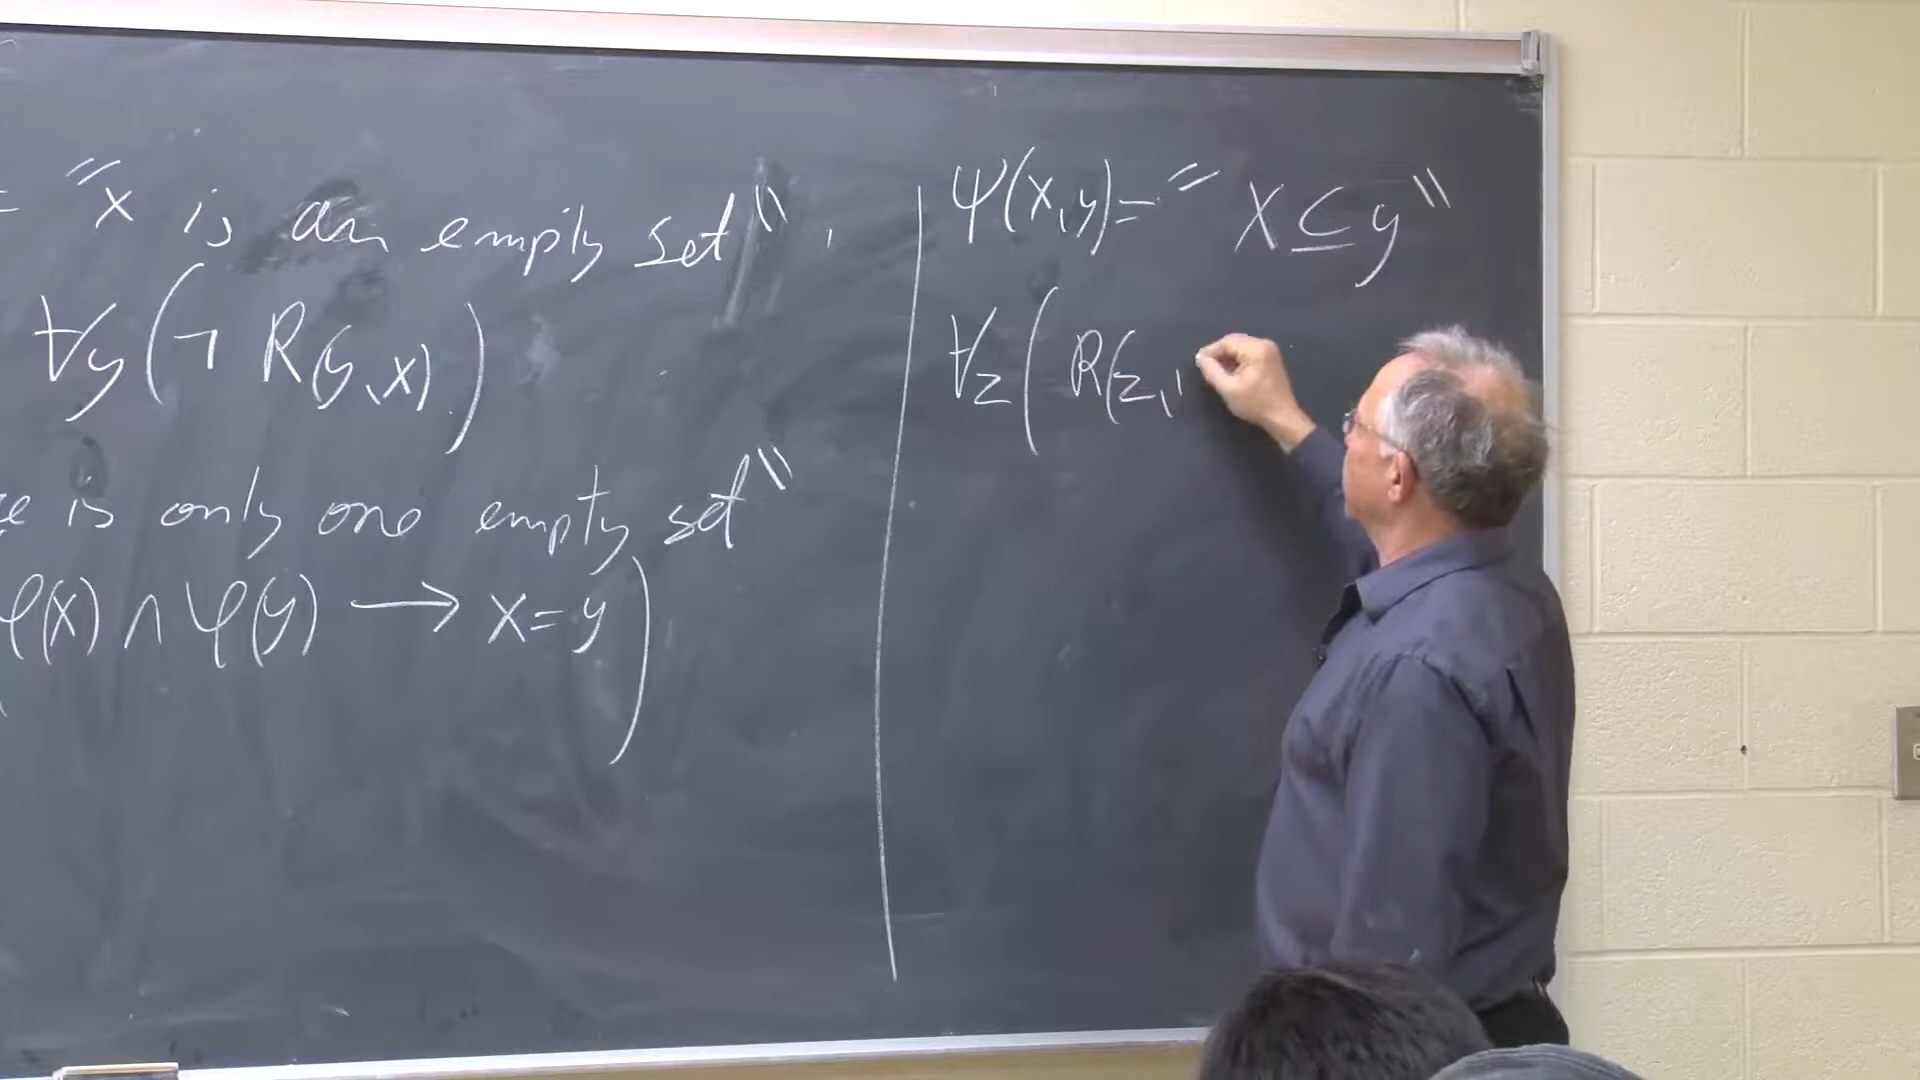 = "x is an empty set",
∀y(¬R(y,x))
is only one empty set"
φ(x) ∧ φ(y) → x=y)
ψ(x,y)= "x ⊆ y"
∀z(R(z,